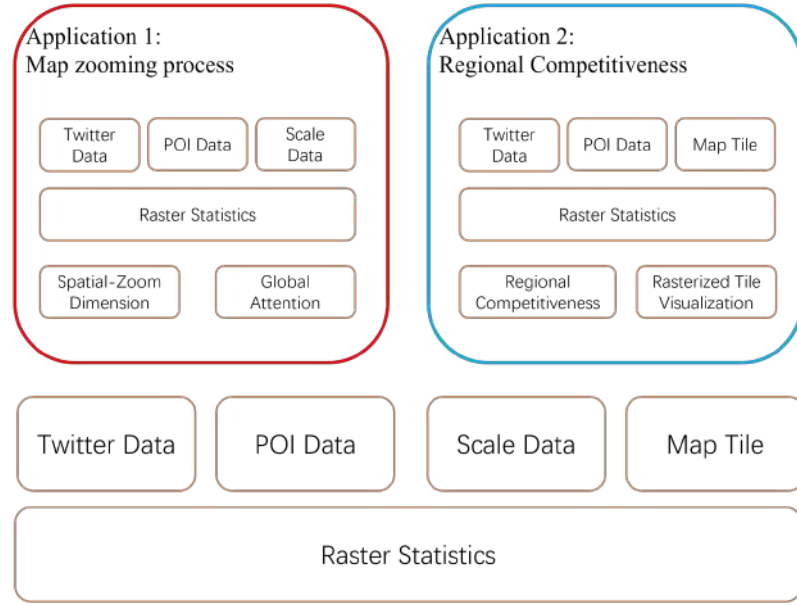 Application 1:
Map zooming process
Twitter
Data
POI Data
Scale
Data
Raster Statistics
Spatial-Zoom
Dimension
Global
Attention
Application 2:
Regional Competitiveness
Twitter
Data
POI Data
Map Tile
Raster Statistics
Regional
Competitiveness
Rasterized Tile
Visualization
Twitter Data
POI Data
Scale Data
Map Tile
Raster Statistics